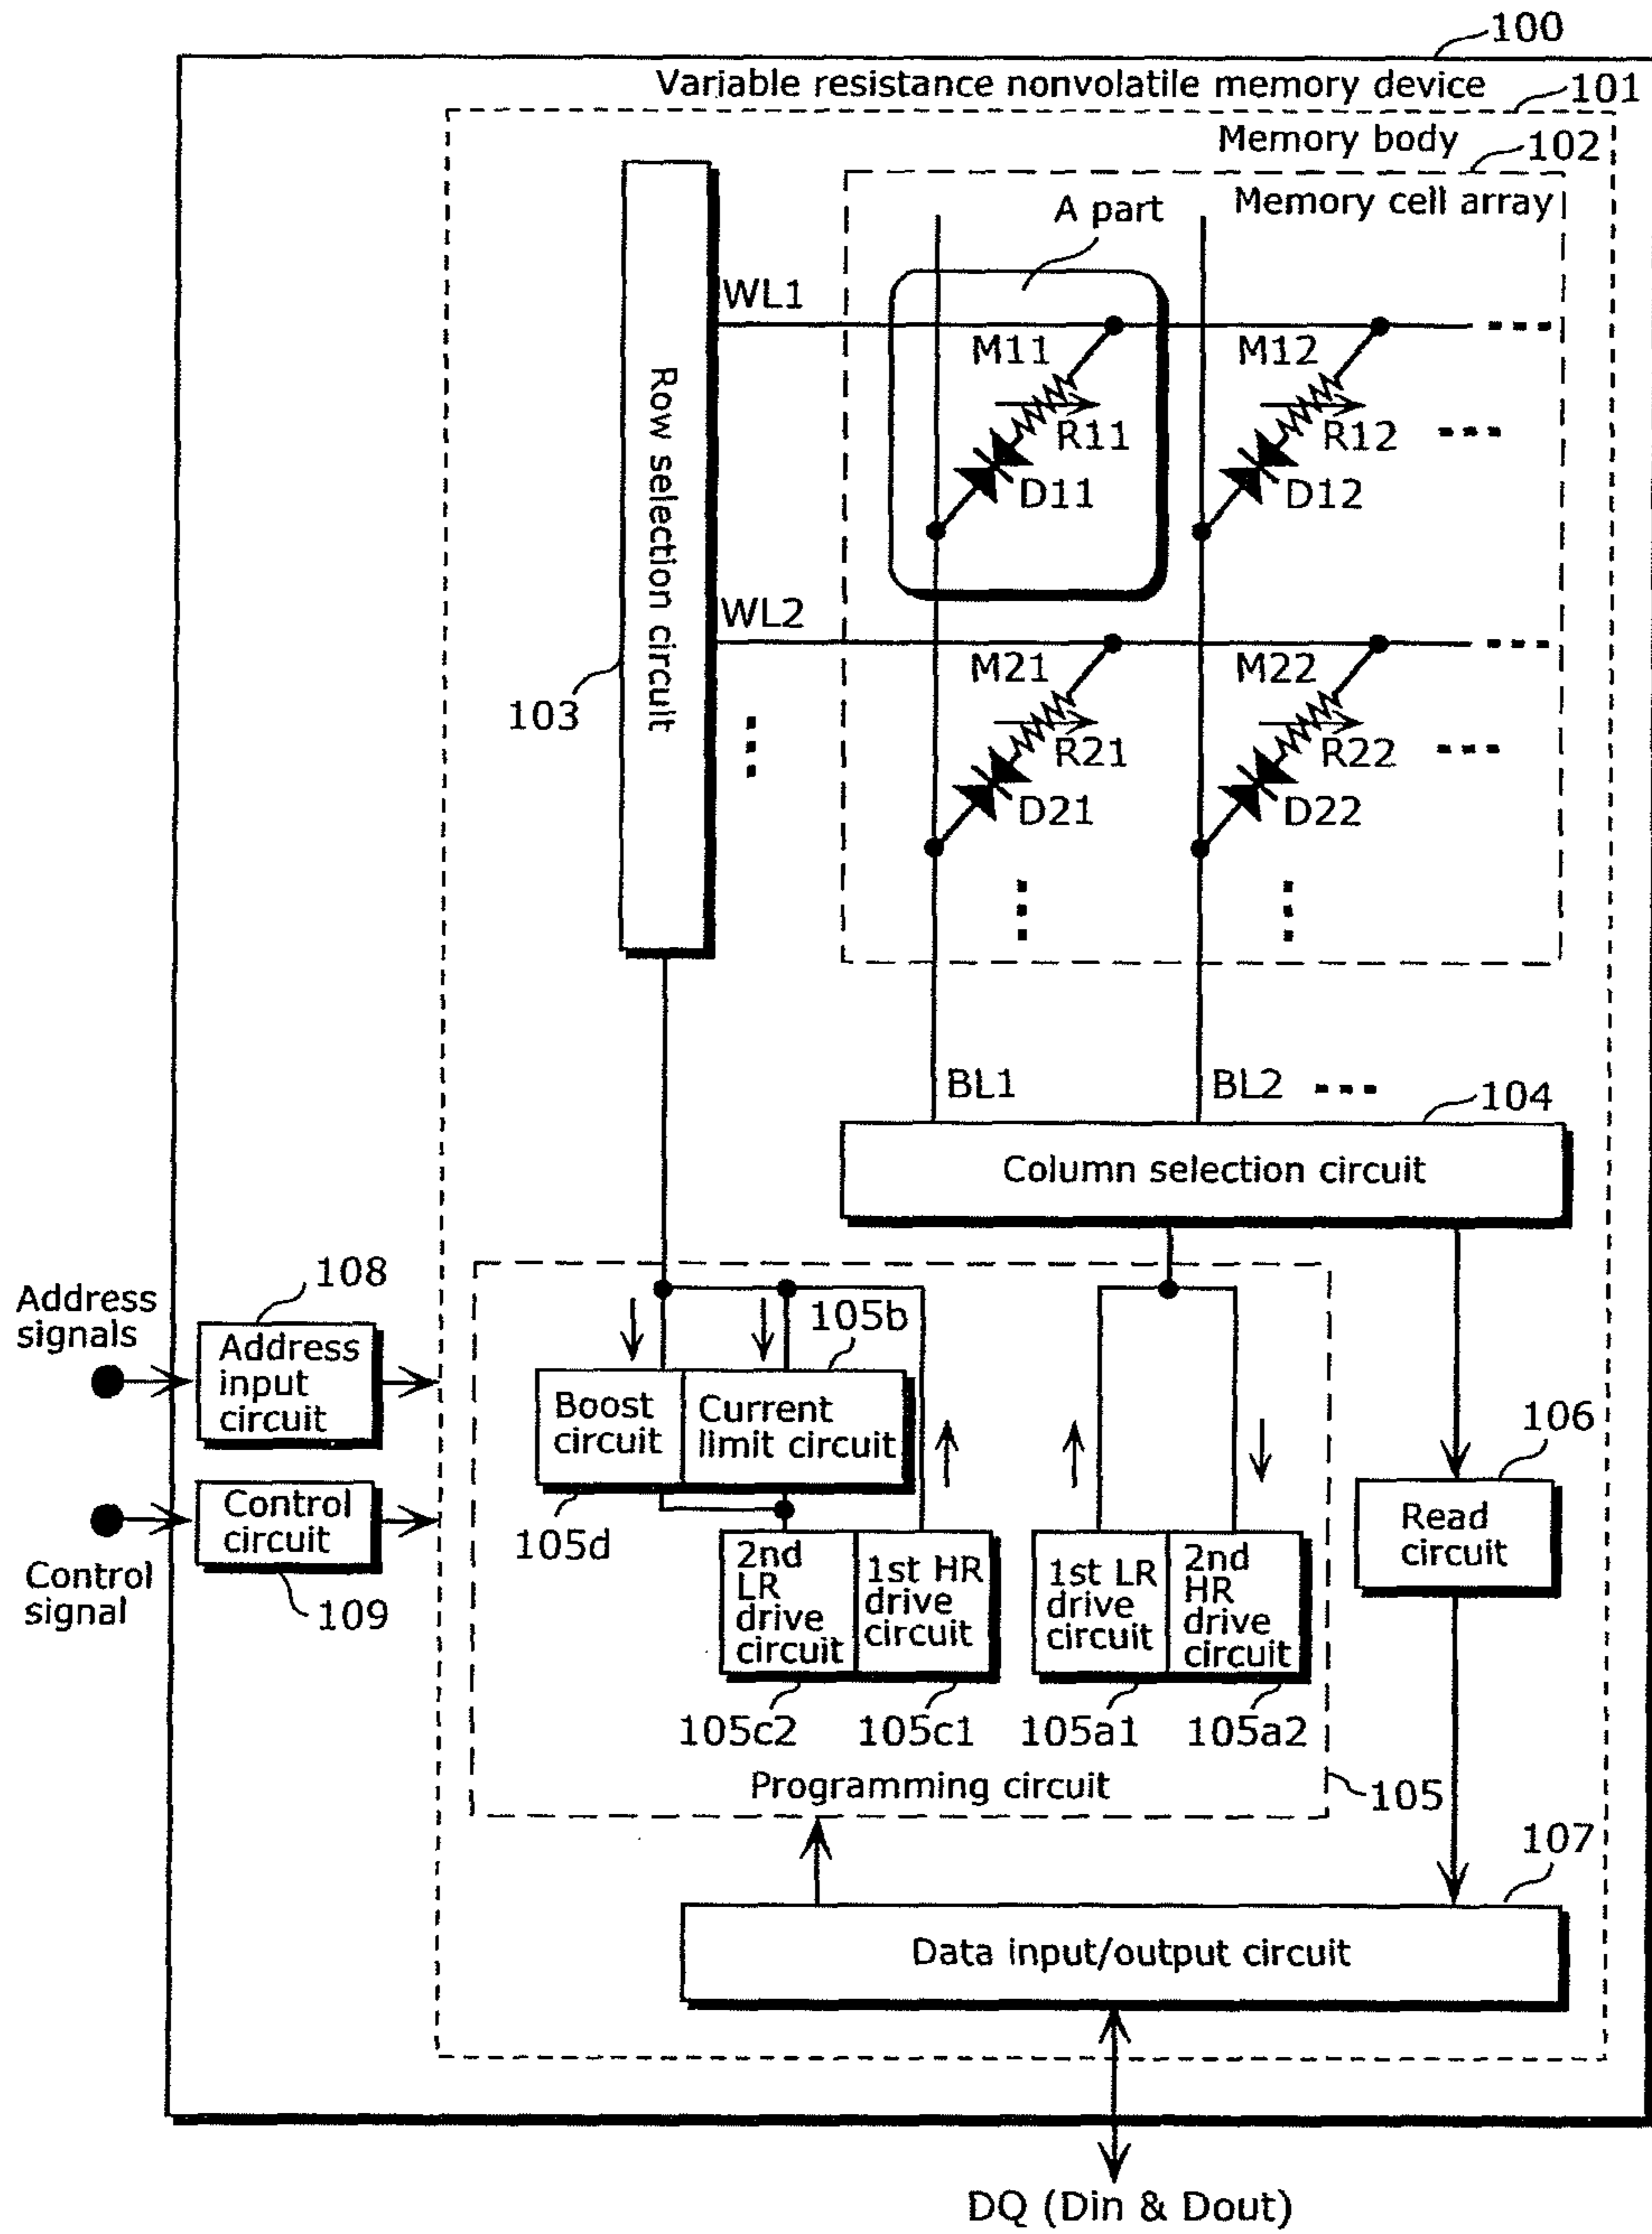 100
Variable resistance nonvolatile memory device
101
Memory body
102
A part
Memory cell array
WL1
M11
M12
R11
R12
D11
D12
Row selection circuit
103
WL2
M21
M22
R21
R22
D21
D22
BL1
BL2
104
Column selection circuit
108
Address
signals
Address
input
circuit
105b
Boost
circuit
Current
limit circuit
106
Read
circuit
Control
circuit
105d
Control
signal
109
2nd
LR
drive
circuit
1st HR
drive
circuit
1st LR
drive
circuit
2nd
HR
drive
circuit
105c2
105c1
105a1
105a2
Programming circuit
105
107
Data input/output circuit
DQ (Din & Dout)